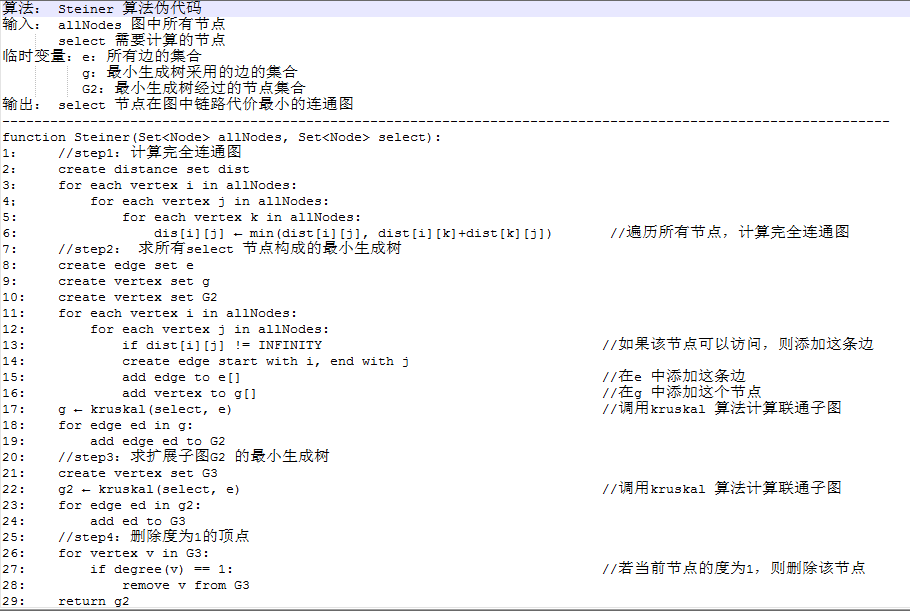 算法： Steiner 算法伪代码
输入： allNodes 图中所有节点
select 需要计算的节点
临时变量：e：所有边的集合
g：最小生成树采用的边的集合
G2：最小生成树经过的节点集合
输出： select 节点在图中链路代价最小的连通图
---------------------------------------------------------------------------------------------------------------
function Steiner(Set<Node> allNodes, Set<Node> select):
1: //step1：计算完全连通图
2: create distance set dist
3: for each vertex i in allNodes:
4; for each vertex j in allNodes:
5: for each vertex k in allNodes:
6: dis[i][j] ← min(dist[i][j], dist[i][k]+dist[k][j]) //遍历所有节点，计算完全连通图
7: //step2： 求所有select 节点构成的最小生成树
8: create edge set e
9: create vertex set g
10: create vertex set G2
11: for each vertex i in allNodes:
12: for each vertex j in allNodes:
13: if dist[i][j] != INFINITY //如果该节点可以访问，则添加这条边
14: create edge start with i, end with j
15: add edge to e[] //在e 中添加这条边
16: add vertex to g[] //在g 中添加这个节点
17: g ← kruskal(select, e) //调用kruskal 算法计算联通子图
18: for edge ed in g:
19: add edge ed to G2
20: //step3：求扩展子图G2 的最小生成树
21: create vertex set G3
22: g2 ← kruskal(select, e) //调用kruskal 算法计算联通子图
23: for edge ed in g2:
24: add ed to G3
25: //step4：删除度为1的顶点
26: for vertex v in G3:
27: if degree(v) == 1: //若当前节点的度为1，则删除该节点
28: remove v from G3
29: return g2